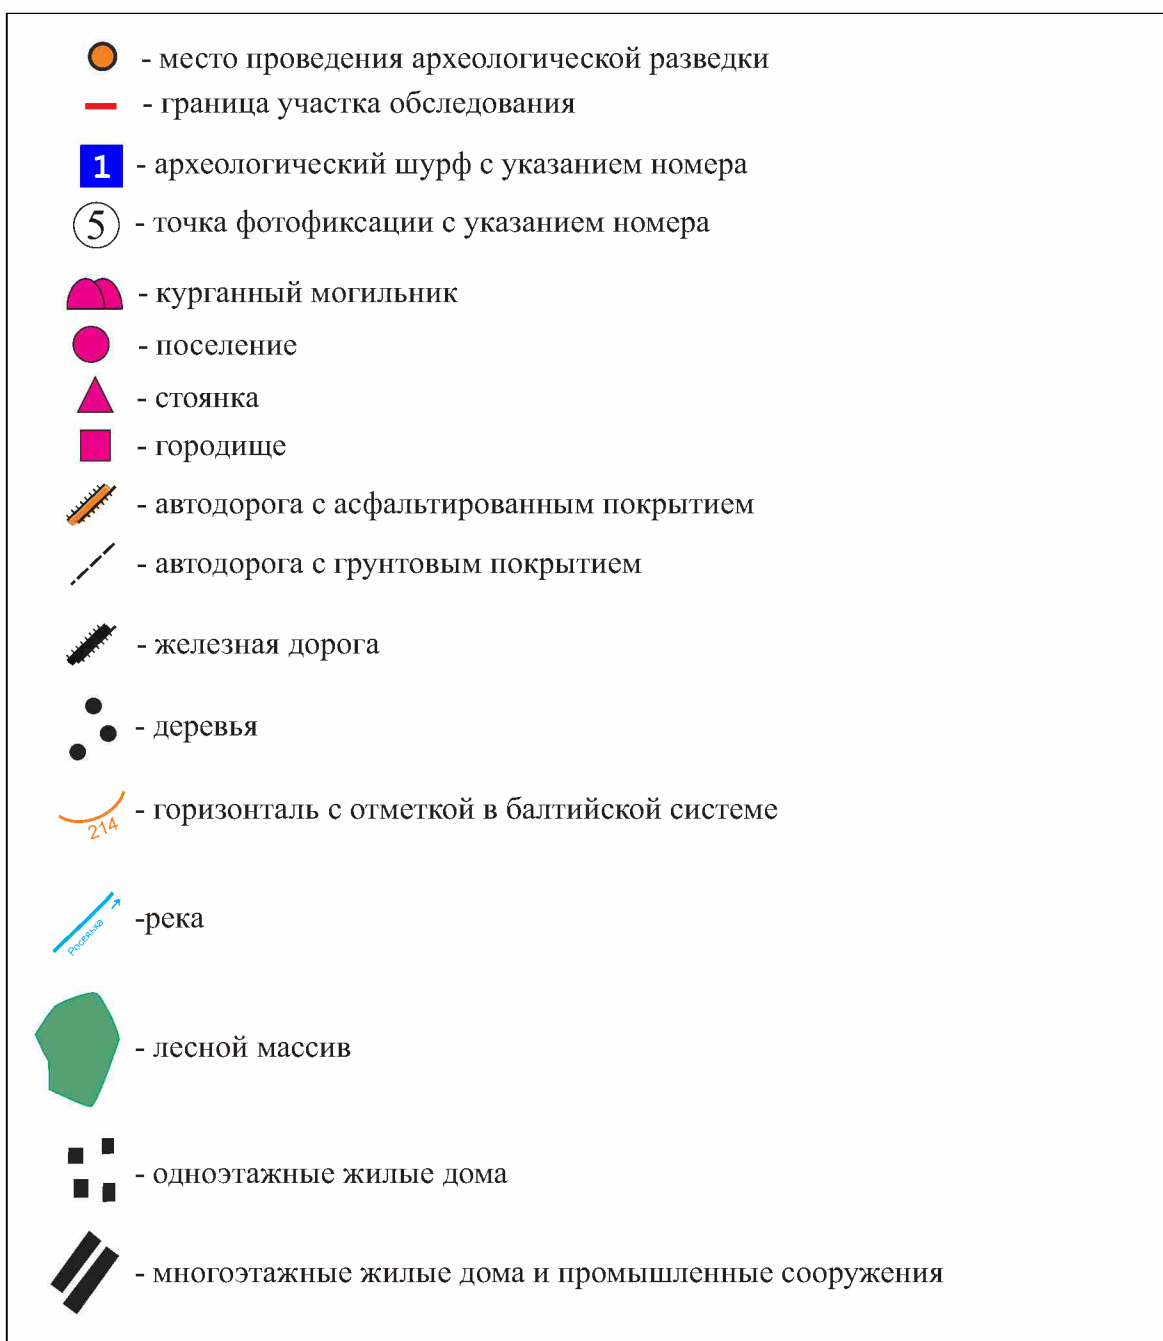 - место проведения археологической разведки
- граница участка обследования
1 - археологический шурф с указанием номера
5 - точка фотофиксации с указанием номера
- курганный могильник
- поселение
- стоянка
- городище
- автодорога с асфальтированным покрытием
- автодорога с грунтовым покрытием
- железная дорога
- деревья
- горизонталь с отметкой в балтийской системе
214
-река
- лесной массив
- одноэтажные жилые дома
- многоэтажные жилые дома и промышленные сооружения